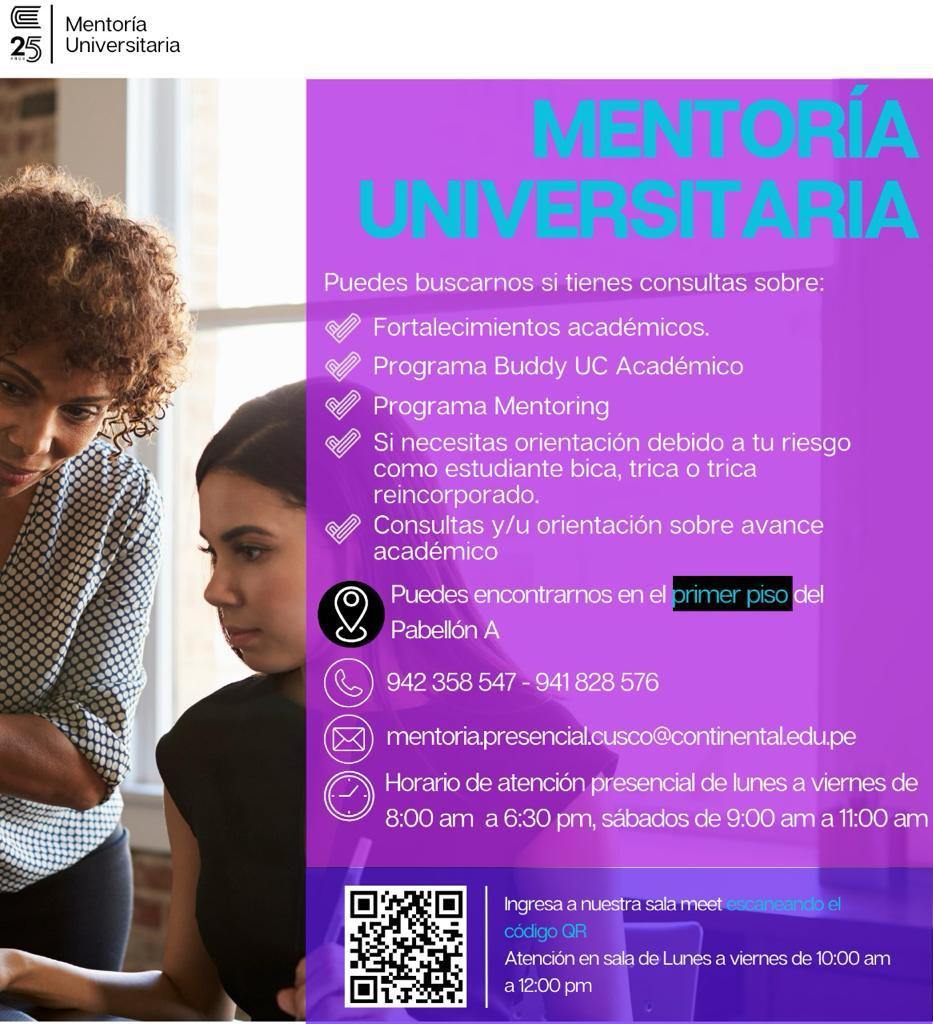 25
AÑOS
Mentoría
Universitaria
MENTORÍA
UNIVERSITARIA
Puedes buscarnos si tienes consultas sobre:
Fortalecimientos académicos.
Programa Buddy UC Académico
Programa Mentoring
Si necesitas orientación debido a tu riesgo
como estudiante bica, trica o trica
reincorporado.
Consultas y/u orientación sobre avance
académico
Puedes encontrarnos en el primer piso del
Pabellón A
942 358 547 - 941 828 576
mentoria.presencial.cusco@continental.edu.pe
Horario de atención presencial de lunes a viernes de
8:00 am a 6:30 pm, sábados de 9:00 am a 11:00 am
Ingresa a nuestra sala meet escaneando el
código QR
Atención en sala de Lunes a viernes de 10:00 am
a 12:00 pm